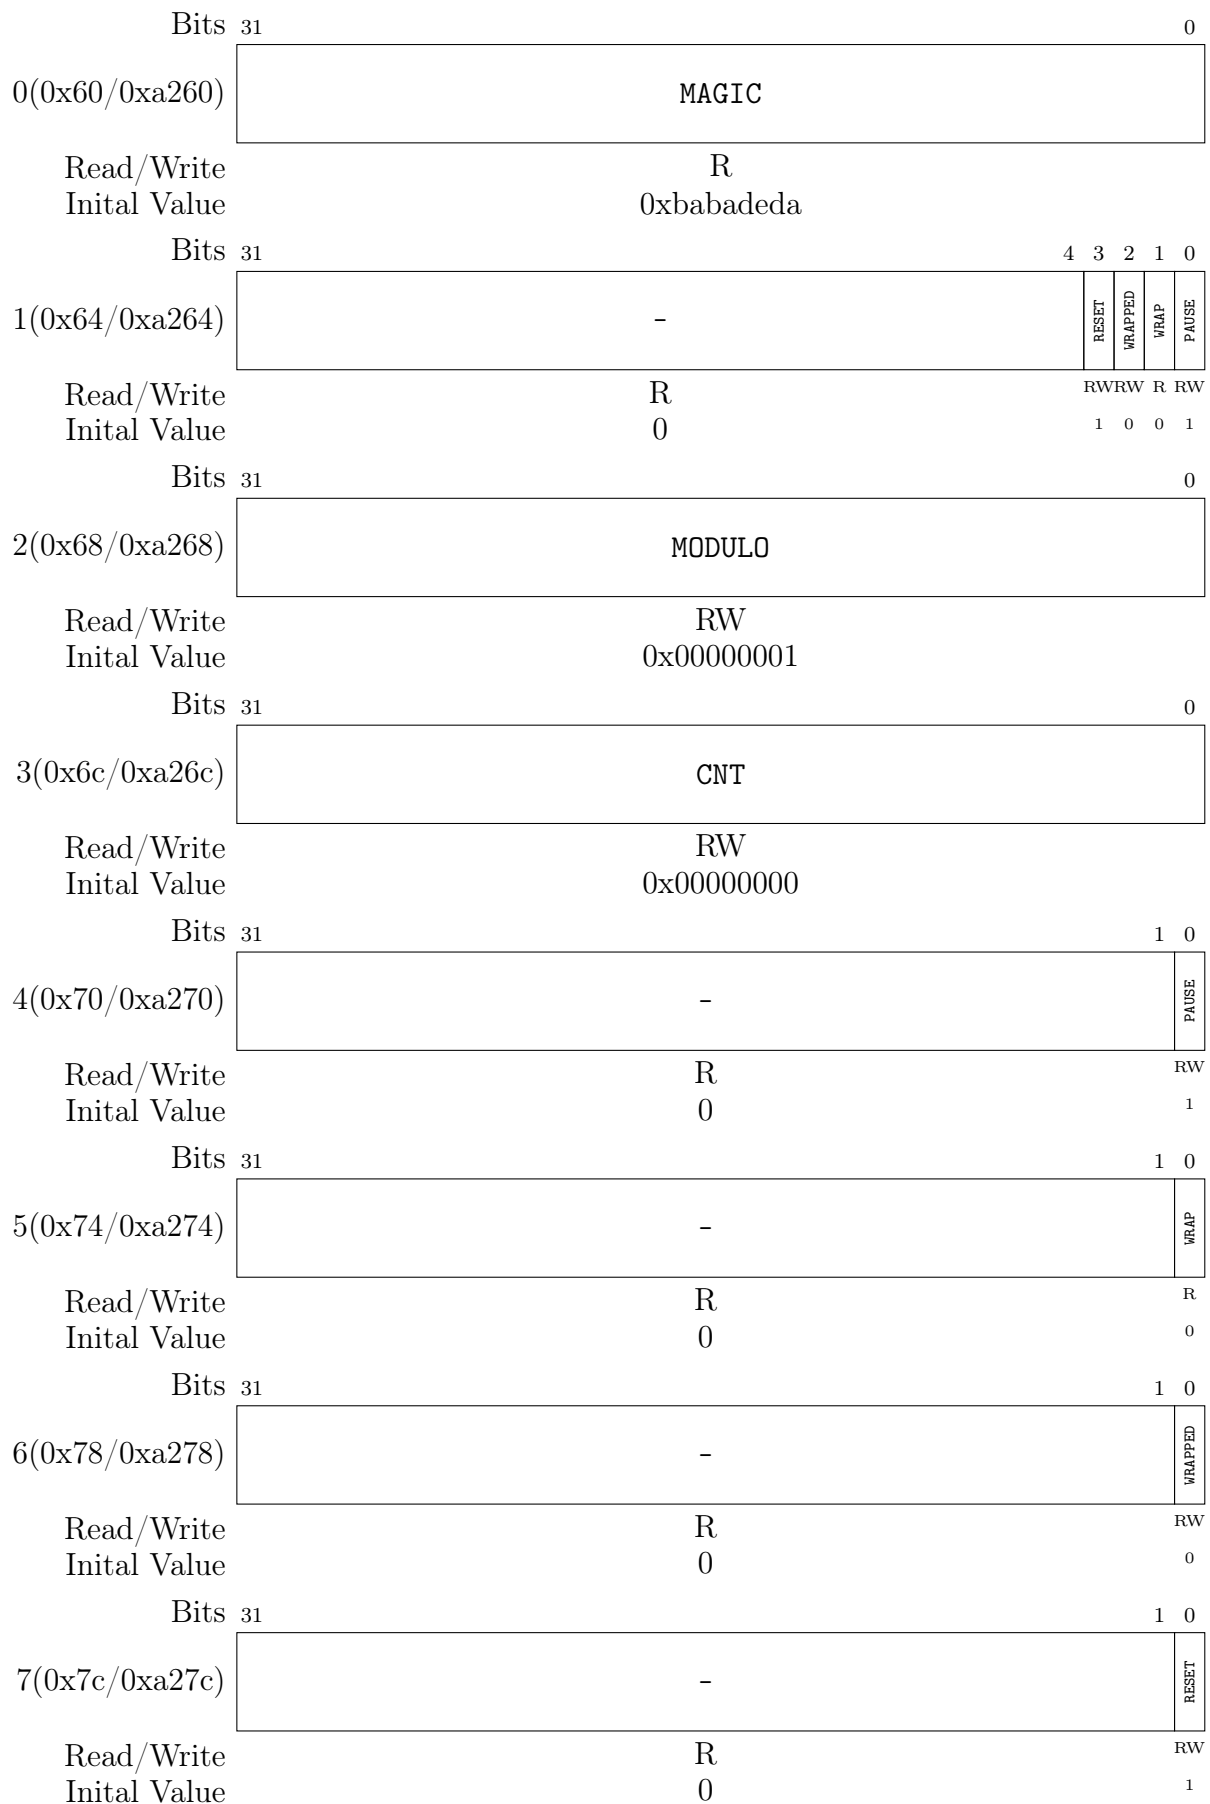 Bits 31 0
0(0x60/0xa260) MAGIC
Read/Write R
Inital Value 0xbabadeda
Bits 31 4 3 2 1 0
1(0x64/0xa264) - RESET WRAPPED WRAP PAUSE
Read/Write R RW RW R RW
Inital Value 0 1 0 0 1
Bits 31 0
2(0x68/0xa268) MODULO
Read/Write RW
Inital Value 0x00000001
Bits 31 0
3(0x6c/0xa26c) CNT
Read/Write RW
Inital Value 0x00000000
Bits 31 1 0
4(0x70/0xa270) - PAUSE
Read/Write R RW
Inital Value 0 1
Bits 31 1 0
5(0x74/0xa274) - WRAP
Read/Write R R
Inital Value 0 0
Bits 31 1 0
6(0x78/0xa278) - WRAPPED
Read/Write R RW
Inital Value 0 0
Bits 31 1 0
7(0x7c/0xa27c) - RESET
Read/Write R RW
Inital Value 0 1